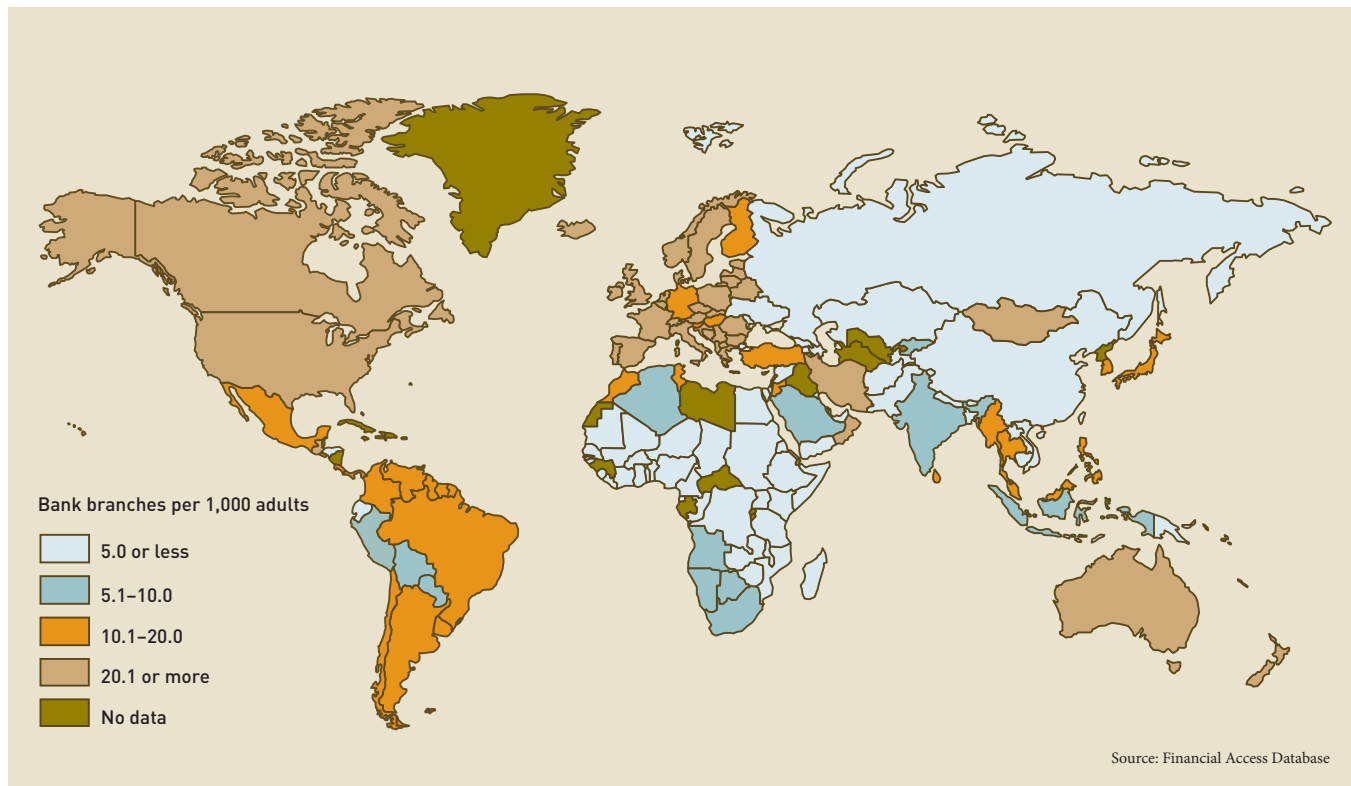 Bank branches per 1,000 adults
5.0 or less
5.1–10.0
10.1–20.0
20.1 or more
No data
Source: Financial Access Database